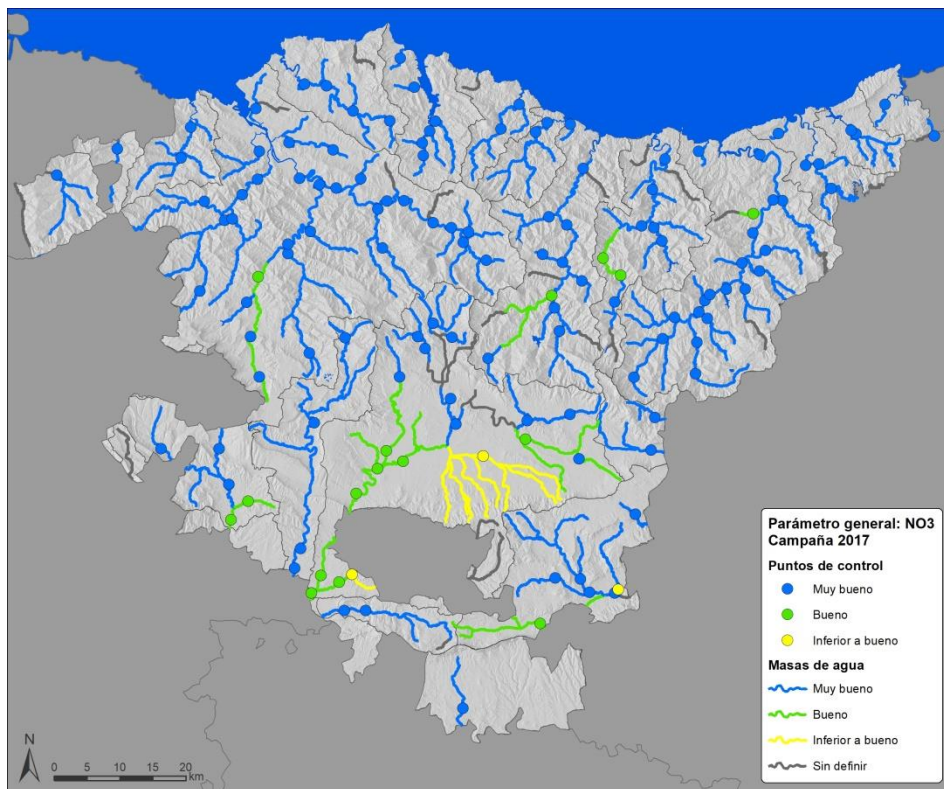 Parámetro general: NO3
Campaña 2017
Puntos de control
Muy bueno
Bueno
Inferior a bueno
Masas de agua
Muy bueno
Bueno
Inferior a bueno
Sin definir
N
0 5 10 15 20
km